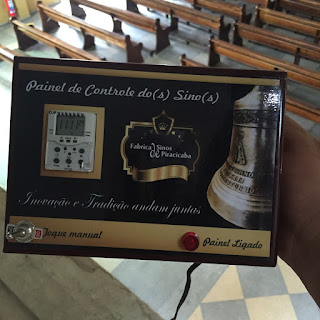 Painel de Controle do(s) Sino(s)
Fabrica Sinos
de Piracicaba
Inovação e Tradição andam juntas
Toque manual
Painel Ligado